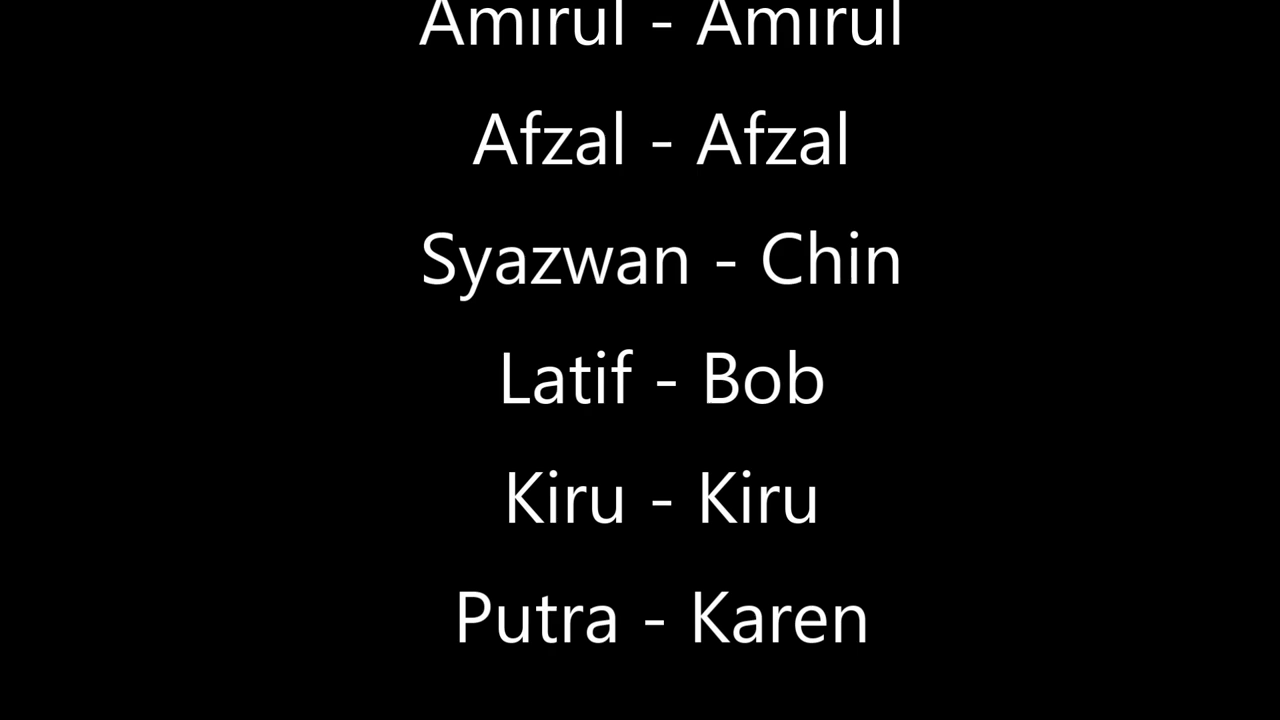 Amirul - Amirul
Afzal - Afzal
Syazwan - Chin
Latif - Bob
Kiru - Kiru
Putra - Karen